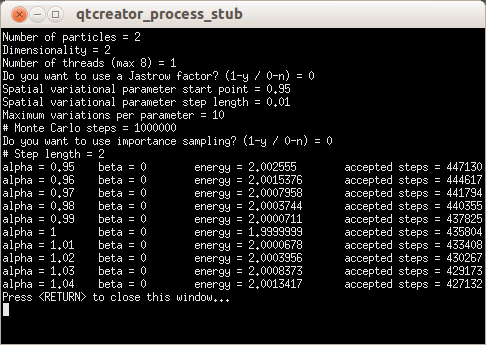 qtcreator_process_stub
Number of particles = 2
Dimensionality = 2
Number of threads (max 8) = 1
Do you want to use a Jastrow factor? (1-y / 0-n) = 0
Spatial variational parameter start point = 0.95
Spatial variational parameter step length = 0.01
Maximum variations per parameter = 10
# Monte Carlo steps = 1000000
Do you want to use importance sampling? (1-y / 0-n) = 0
# Step length = 2
alpha = 0.95 beta = 0 energy = 2.002555 accepted steps = 447130
alpha = 0.96 beta = 0 energy = 2.0015376 accepted steps = 444617
alpha = 0.97 beta = 0 energy = 2.0007958 accepted steps = 441794
alpha = 0.98 beta = 0 energy = 2.0003744 accepted steps = 440355
alpha = 0.99 beta = 0 energy = 2.0000711 accepted steps = 437825
alpha = 1 beta = 0 energy = 1.9999999 accepted steps = 435804
alpha = 1.01 beta = 0 energy = 2.0000678 accepted steps = 433408
alpha = 1.02 beta = 0 energy = 2.0003956 accepted steps = 430267
alpha = 1.03 beta = 0 energy = 2.0008373 accepted steps = 429173
alpha = 1.04 beta = 0 energy = 2.0013417 accepted steps = 427132
Press <RETURN> to close this window...